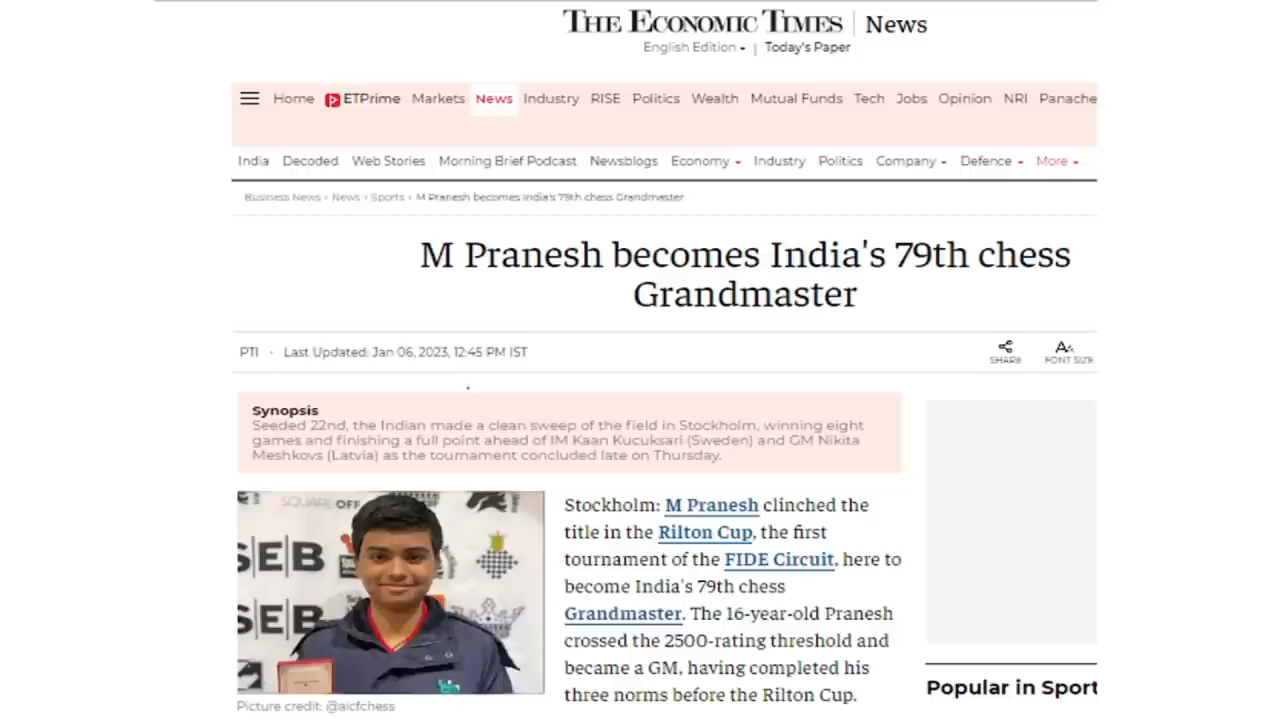 THE ECONOMIC TIMES | News
English Edition | Today's Paper
Home ETPrime Markets News Industry RISE Politics Wealth Mutual Funds Tech Jobs Opinion NRI Panache
India Decoded Web Stories Morning Brief Podcast Newsblogs Economy Industry Politics Company Defence More
Business News › News › Sports › M Pranesh becomes India's 79th chess Grandmaster
M Pranesh becomes India's 79th chess
Grandmaster
PTI · Last Updated: Jan 06, 2023, 12:45 PM IST
SHARE FONT SIZE
Synopsis
Seeded 22nd, the Indian made a clean sweep of the field in Stockholm, winning eight
games and finishing a full point ahead of IM Kaan Kucuksari (Sweden) and GM Nikita
Meshkovs (Latvia) as the tournament concluded late on Thursday.
SQUARE OFF
SEB
SEB
Picture credit: @aicfchess
Stockholm: M Pranesh clinched the
title in the Rilton Cup, the first
tournament of the FIDE Circuit, here to
become India's 79th chess
Grandmaster. The 16-year-old Pranesh
crossed the 2500-rating threshold and
became a GM, having completed his
three norms before the Rilton Cup.
Popular in Sport